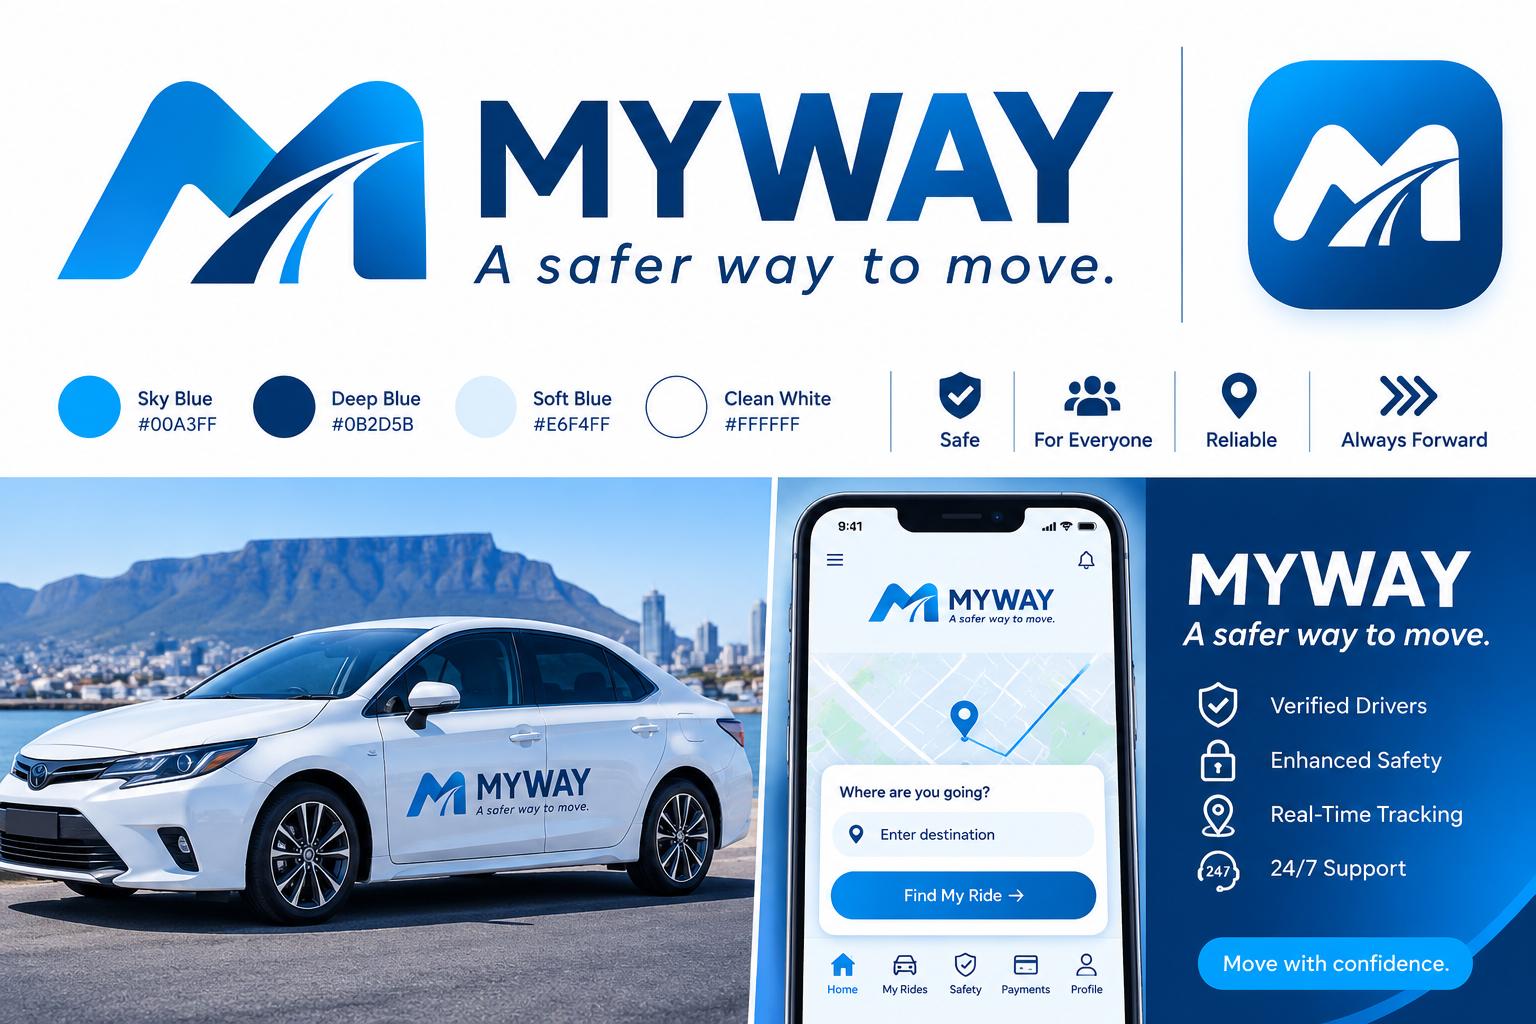 MYWAY
A safer way to move.
Sky Blue
#00A3FF
Deep Blue
#0B2D5B
Soft Blue
#E6F4FF
Clean White
#FFFFFF
Safe
For Everyone
Reliable
Always Forward
MYWAY
A safer way to move.
9:41
MYWAY
A safer way to move.
Where are you going?
Enter destination
Find My Ride →
Home
My Rides
Safety
Payments
Profile
MYWAY
A safer way to move.
Verified Drivers
Enhanced Safety
Real-Time Tracking
247
24/7 Support
Move with confidence.